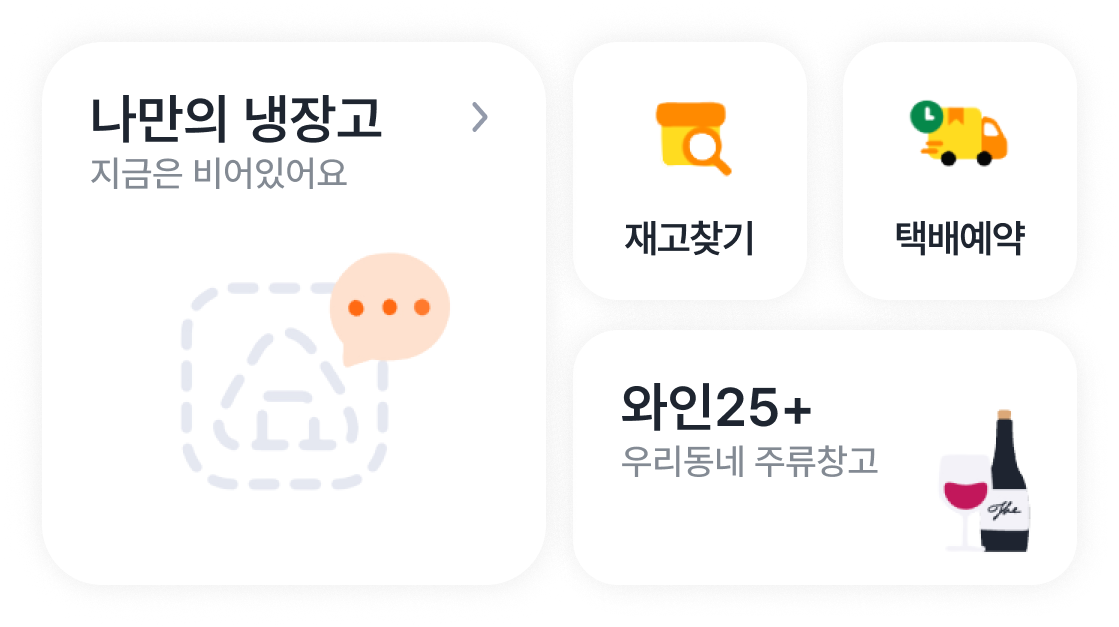 나만의 냉장고
지금은 비어있어요
재고찾기
택배예약
와인25+
우리동네 주류창고
The